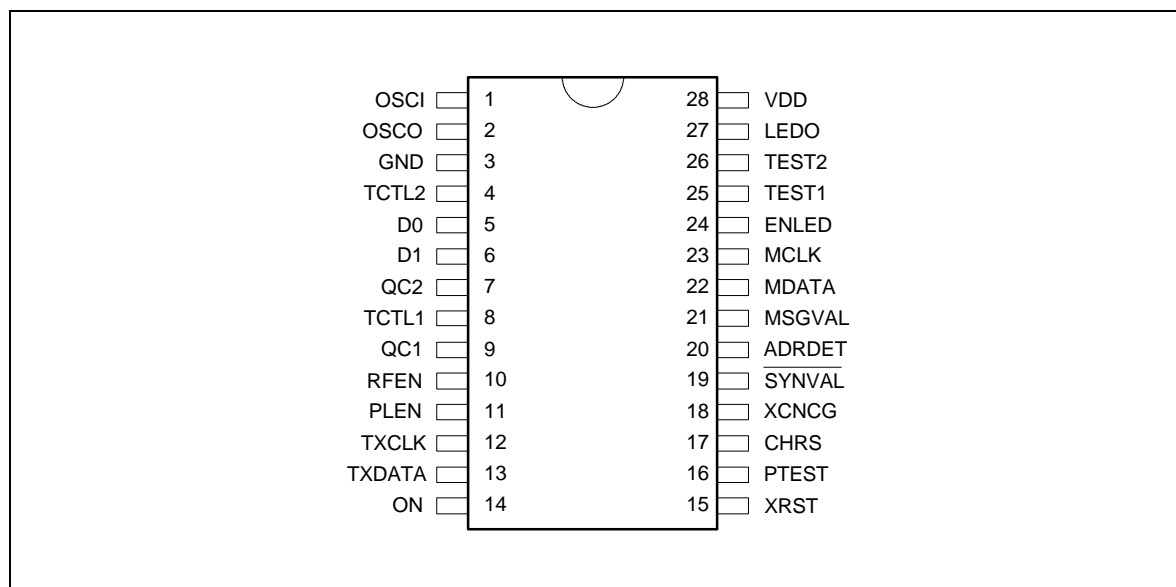 OSCI 1 28 VDD
OSCO 2 27 LEDO
GND 3 26 TEST2
TCTL2 4 25 TEST1
D0 5 24 ENLED
D1 6 23 MCLK
QC2 7 22 MDATA
TCTL1 8 21 MSGVAL
QC1 9 20 ADRDET
RFEN 10 19 SYNVAL
PLEN 11 18 XCNCG
TXCLK 12 17 CHRS
TXDATA 13 16 PTEST
ON 14 15 XRST